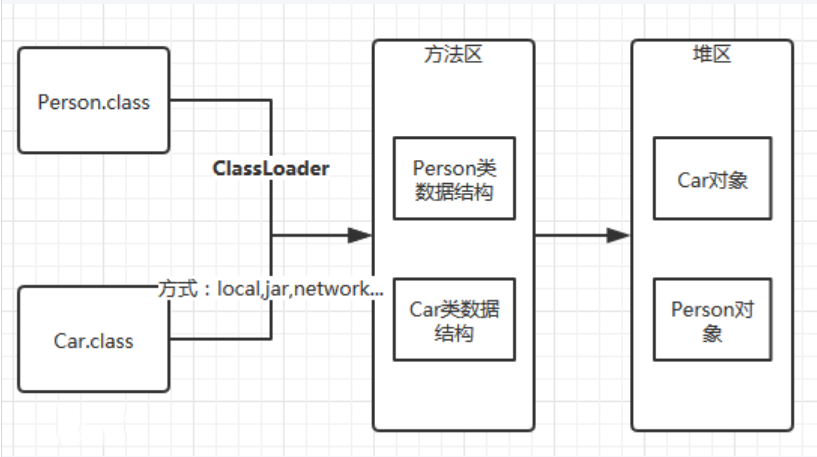 Person.class
ClassLoader
方式：local,jar,network...
Car.class
方法区
Person类
数据结构
Car类数据
结构
堆区
Car对象
Person对
象